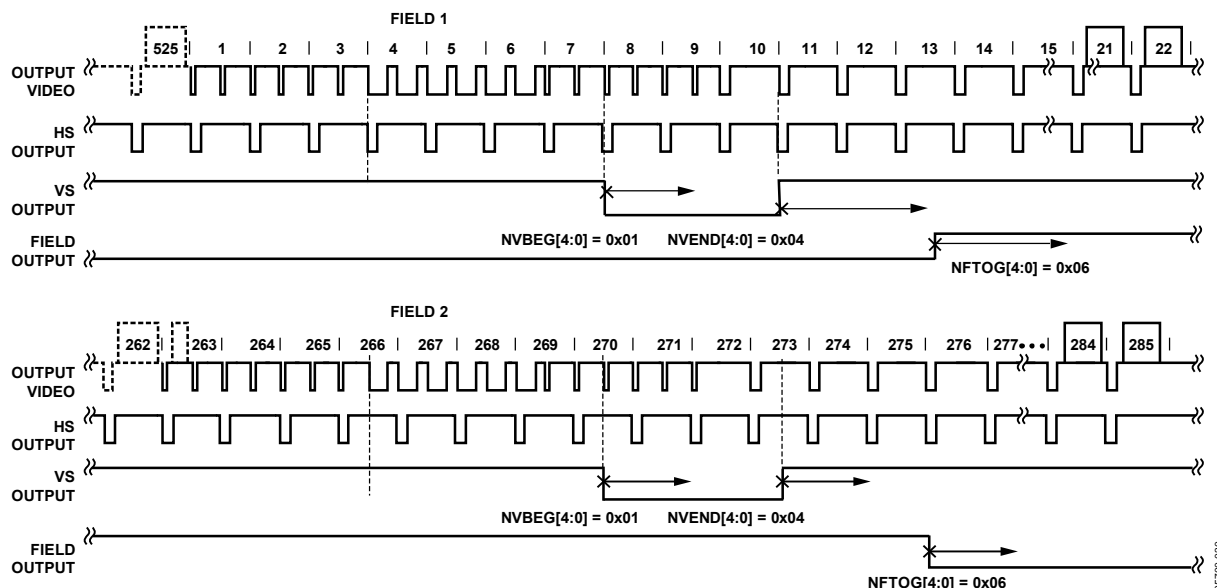 FIELD 1
525 1 2 3 4 5 6 7 8 9 10 11 12 13 14 15 21 22
OUTPUT
VIDEO
HS
OUTPUT
VS
OUTPUT
NVBEG[4:0] = 0x01 NVEND[4:0] = 0x04
FIELD
OUTPUT
NFTOG[4:0] = 0x06
FIELD 2
262 263 264 265 266 267 268 269 270 271 272 273 274 275 276 277 284 285
OUTPUT
VIDEO
HS
OUTPUT
VS
OUTPUT
NVBEG[4:0] = 0x01 NVEND[4:0] = 0x04
FIELD
OUTPUT
NFTOG[4:0] = 0x06